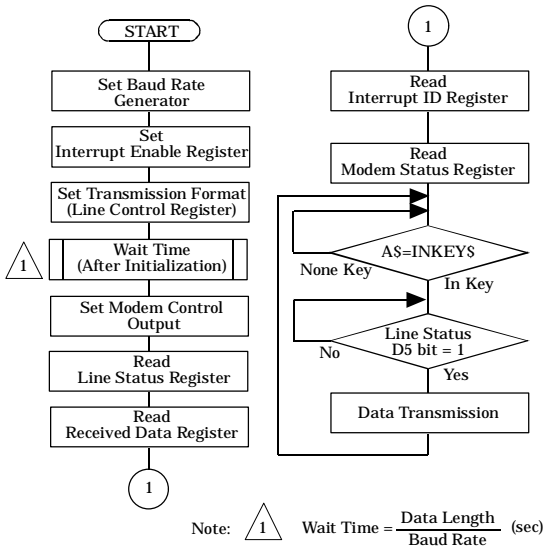 START
Set Baud Rate
Generator
Set
Interrupt Enable Register
Set Transmission Format
(Line Control Register)
1
Wait Time
(After Initialization)
Set Modem Control
Output
Read
Line Status Register
Read
Received Data Register
1
1
Read
Interrupt ID Register
Read
Modem Status Register
A$=INKEY$
None Key
In Key
Line Status
D5 bit = 1
No
Yes
Data Transmission
Note: 1 Wait Time = Data Length (sec)
Baud Rate